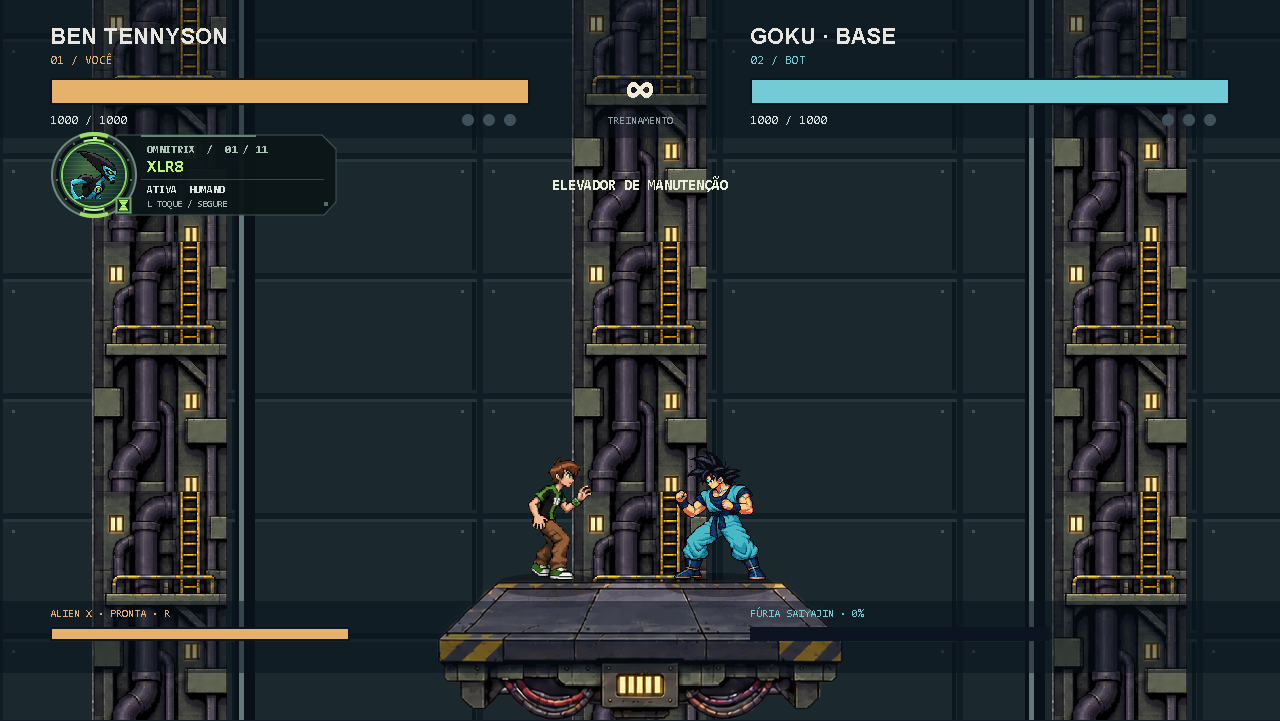 BEN TENNYSON
01 / VOCÊ
1000 / 1000
OMNITRIX / 01 / 11
XLR8
ATIVA HUMANO
L TOQUE / SEGURE
∞
TREINAMENTO
ELEVADOR DE MANUTENÇÃO
GOKU · BASE
02 / BOT
1000 / 1000
ALIEN X · PRONTA · R
FÚRIA SAIYAJIN · 0%